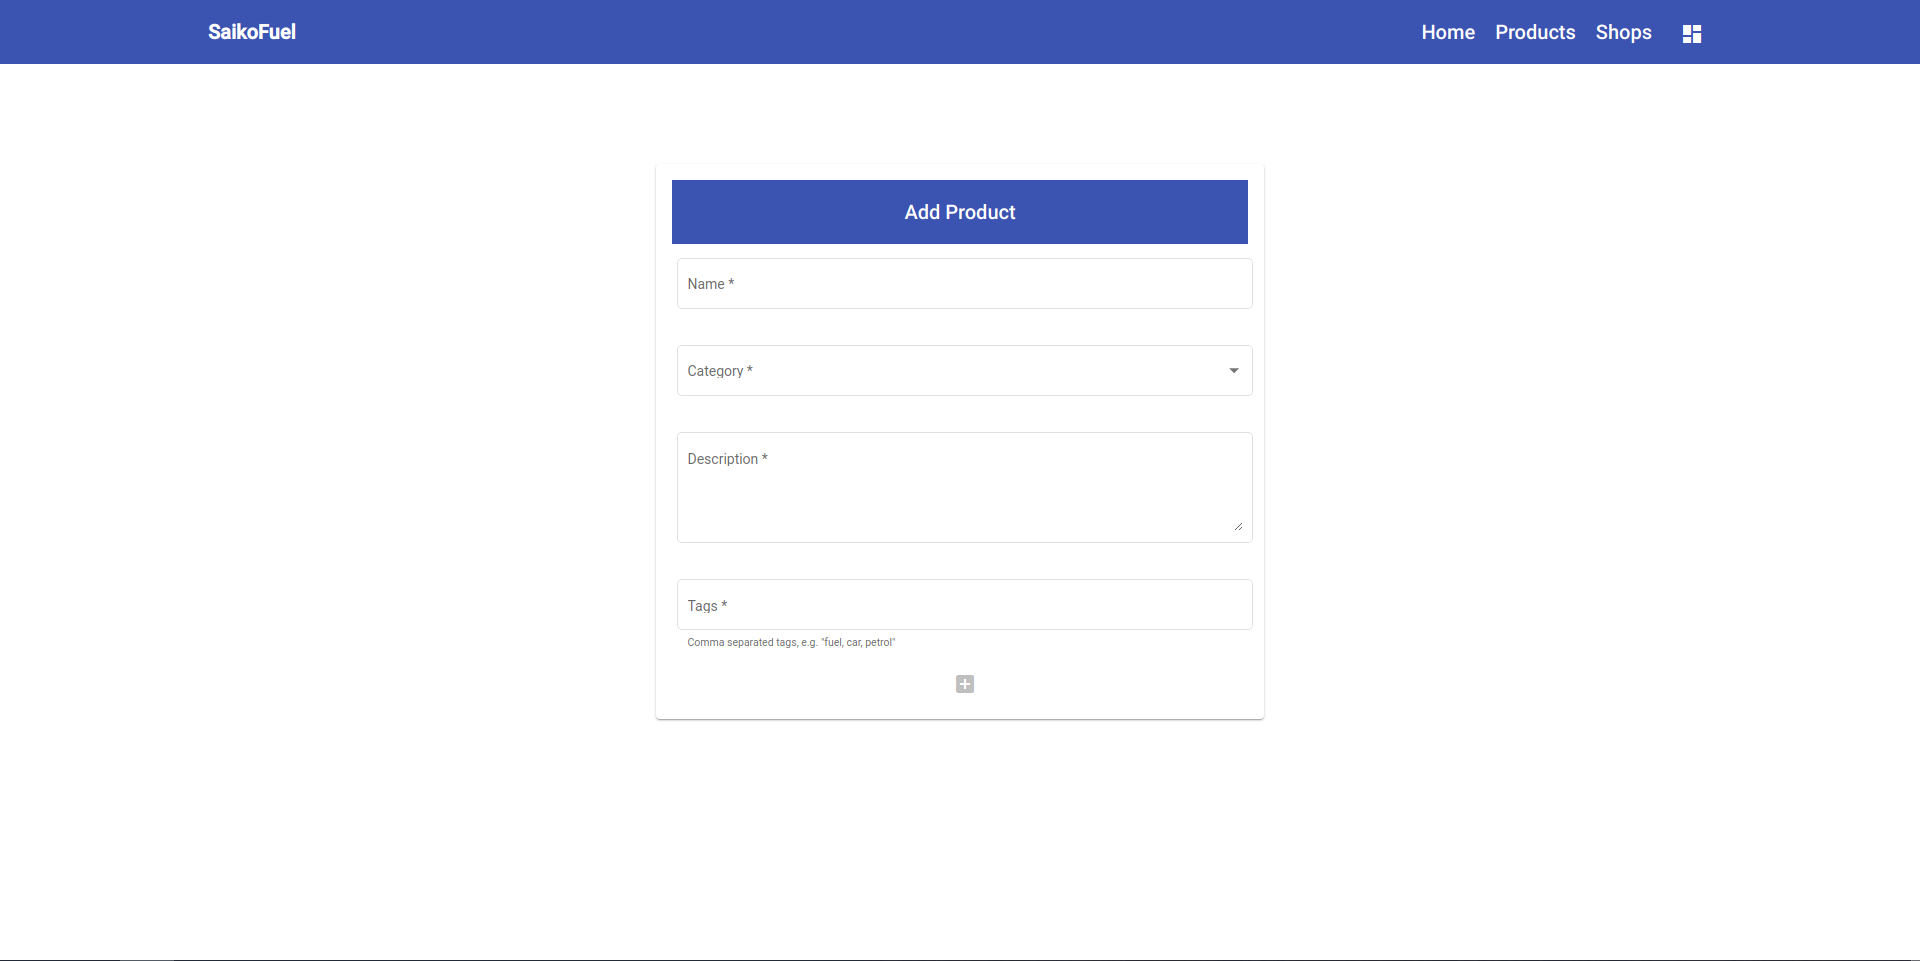 SaikoFuel Home Products Shops
Add Product
Name *
Category *
Description *
Tags *
Comma separated tags, e.g. "fuel, car, petrol"